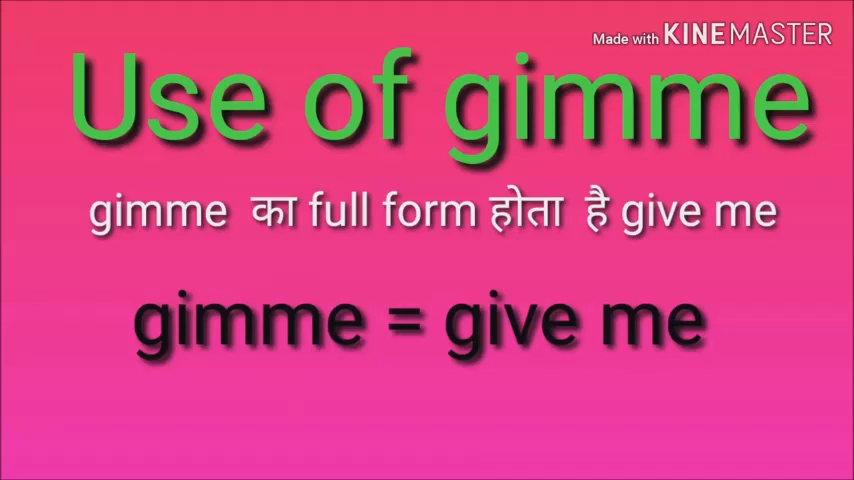 Made with KINEMASTER
Use of gimme
gimme का full form होता है give me
gimme = give me